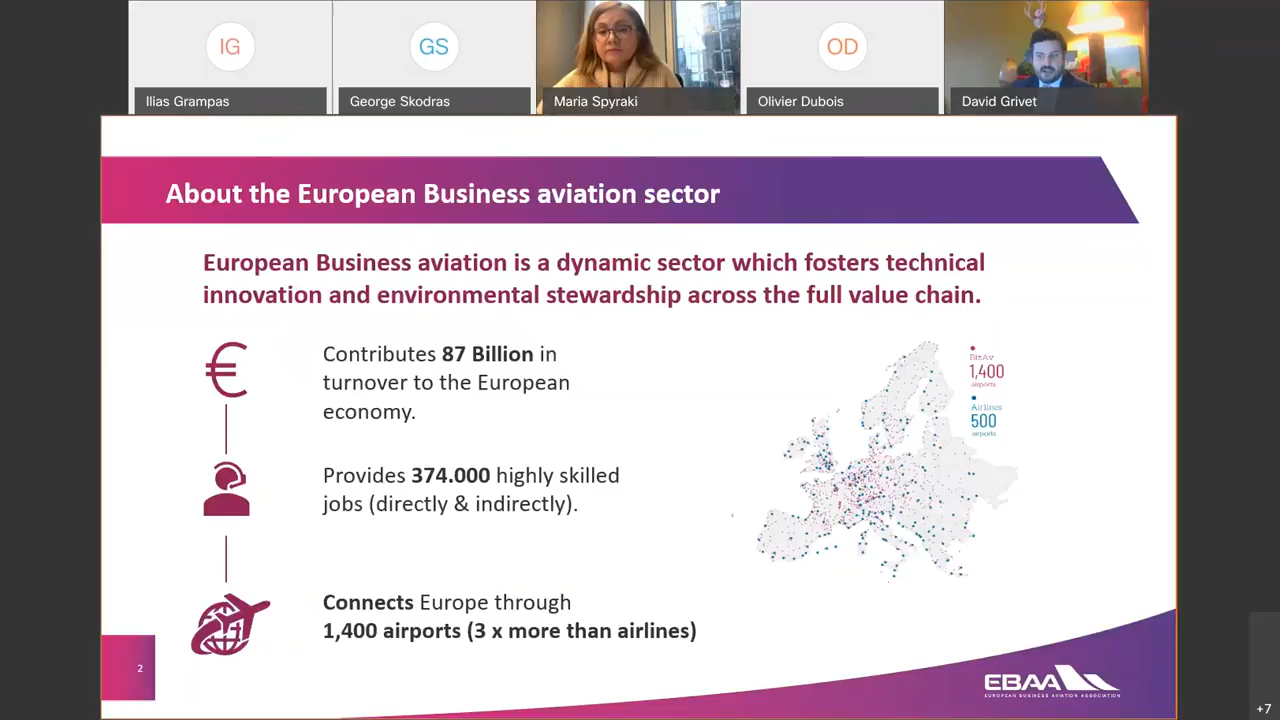 IG
GS
OD
Ilias Grampas
George Skodras
Maria Spyraki
Olivier Dubois
David Grivet
About the European Business aviation sector
European Business aviation is a dynamic sector which fosters technical
innovation and environmental stewardship across the full value chain.
Contributes 87 Billion in
turnover to the European
economy.
Provides 374.000 highly skilled
jobs (directly & indirectly).
Connects Europe through
1,400 airports (3 x more than airlines)
BizAv
1,400
airports
Airlines
500
airports
2
EBAA
EUROPEAN BUSINESS AVIATION ASSOCIATION
+7